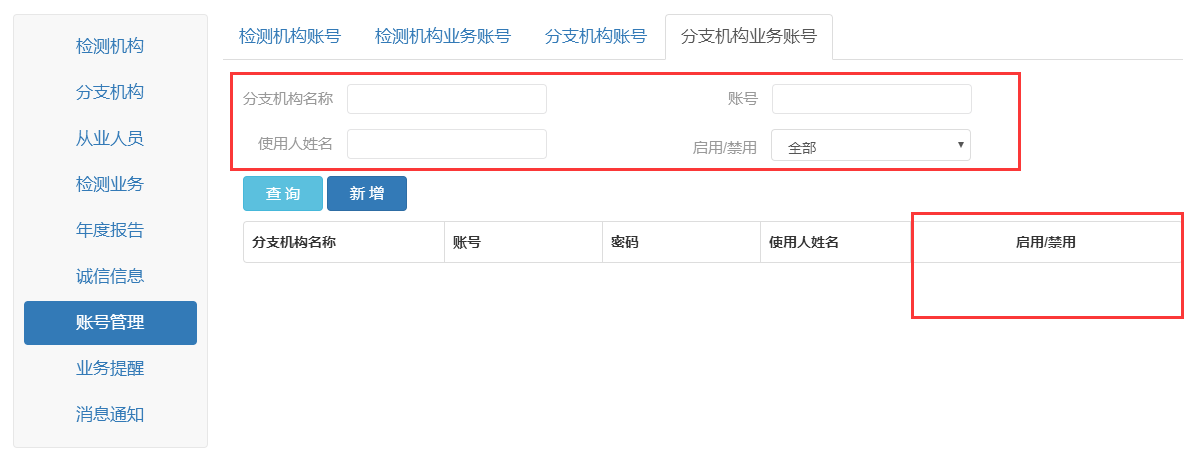 检测机构
分支机构
从业人员
检测业务
年度报告
诚信信息
账号管理
业务提醒
消息通知
检测机构账号 检测机构业务账号 分支机构账号 分支机构业务账号
分支机构名称 账号
使用人姓名 启用/禁用 全部
查询 新增
分支机构名称 账号 密码 使用人姓名 启用/禁用